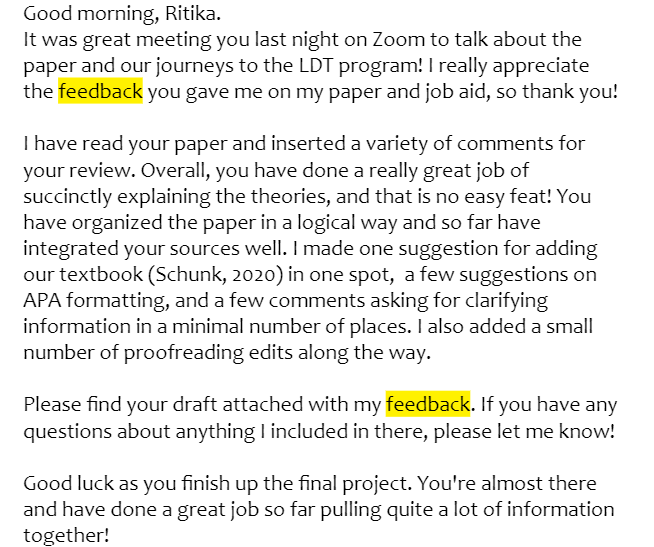 Good morning, Ritika.
It was great meeting you last night on Zoom to talk about the
paper and our journeys to the LDT program! I really appreciate
the feedback you gave me on my paper and job aid, so thank you!
I have read your paper and inserted a variety of comments for
your review. Overall, you have done a really great job of
succinctly explaining the theories, and that is no easy feat! You
have organized the paper in a logical way and so far have
integrated your sources well. I made one suggestion for adding
our textbook (Schunk, 2020) in one spot,  a few suggestions on
APA formatting, and a few comments asking for clarifying
information in a minimal number of places. I also added a small
number of proofreading edits along the way.
Please find your draft attached with my feedback. If you have any
questions about anything I included in there, please let me know!
Good luck as you finish up the final project. You're almost there
and have done a great job so far pulling quite a lot of information
together!